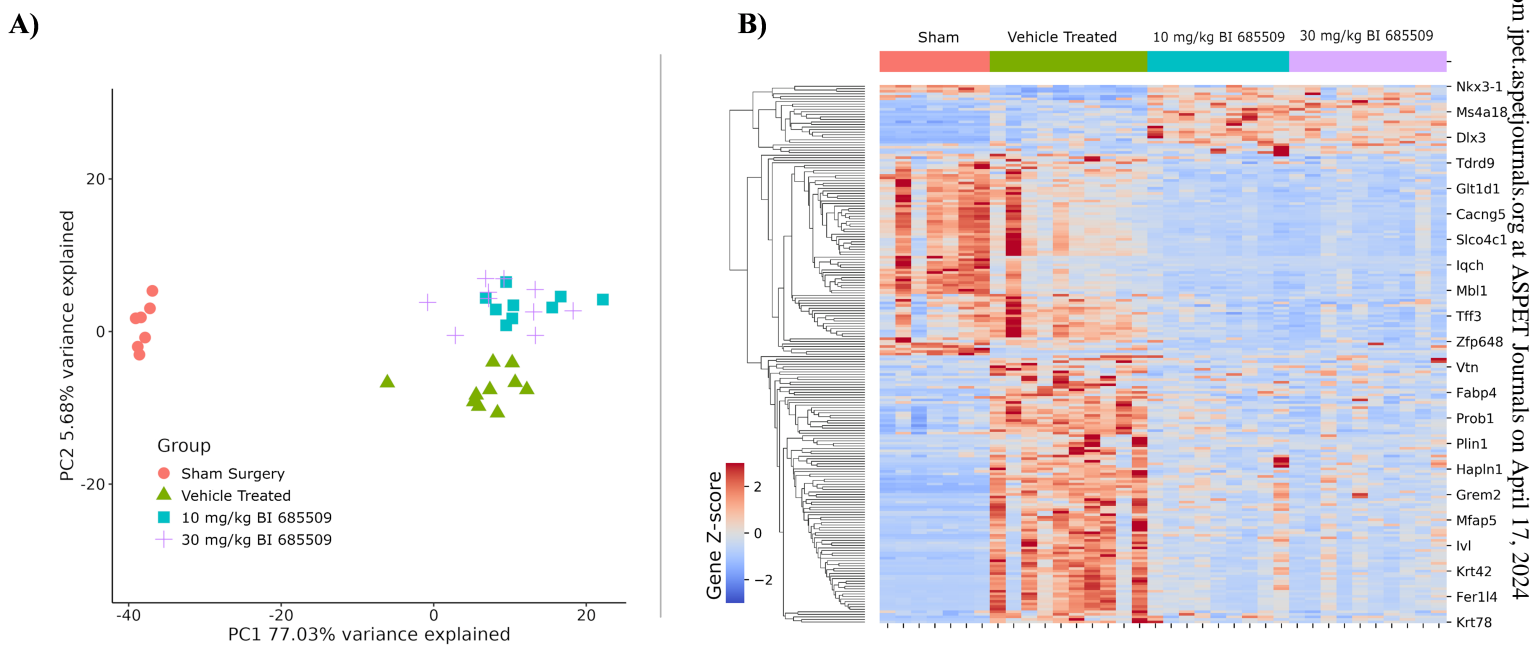 A)
20
0
-20
PC2 5.68% variance explained
Group
Sham Surgery
Vehicle Treated
10 mg/kg BI 685509
30 mg/kg BI 685509
-40
-20
0
20
PC1 77.03% variance explained
B)
Sham
Vehicle Treated
10 mg/kg BI 685509
30 mg/kg BI 685509
Nkx3-1
Ms4a18
Dlx3
Tdrd9
Glt1d1
Cacng5
Slco4c1
Iqch
Mbl1
Tff3
Zfp648
Vtn
Fabp4
Prob1
Plin1
Hapln1
Grem2
Mfap5
Ivl
Krt42
Fer1l4
Krt78
Gene Z-score
2
0
−2
om jpet.aspetjournals.org at ASPET Journals on April 17, 2024